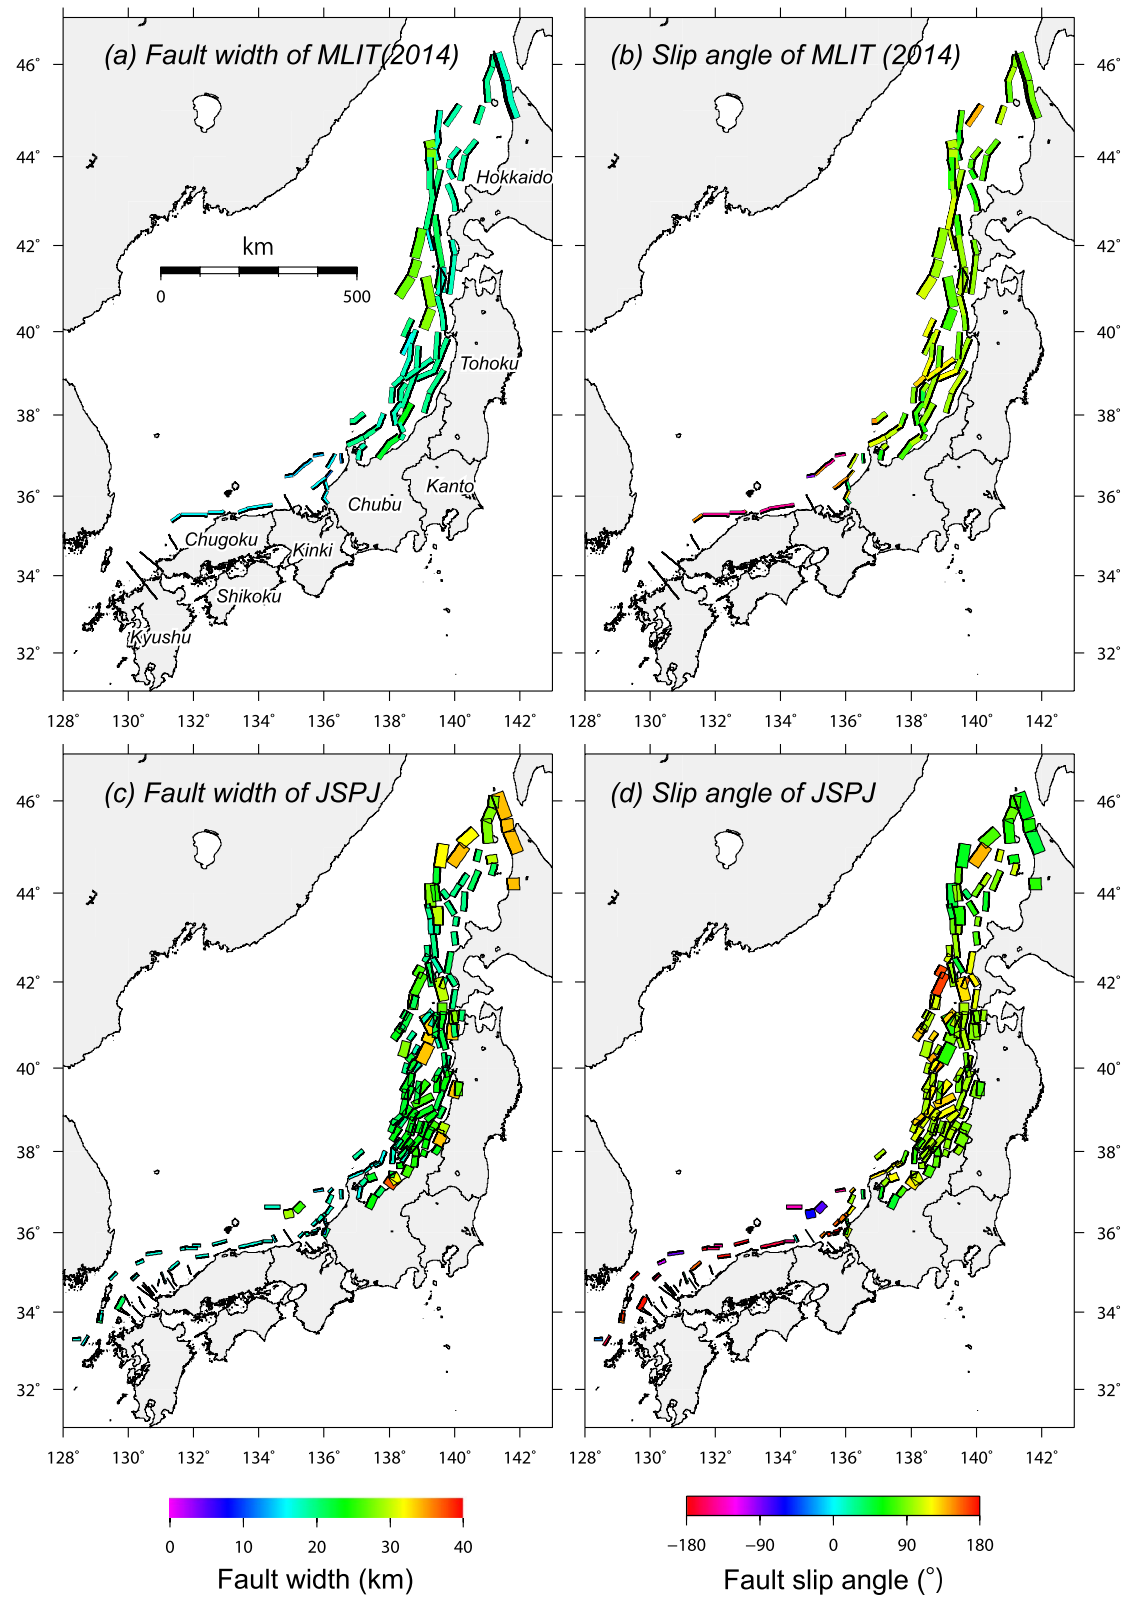 (a) Fault width of MLIT(2014)
(b) Slip angle of MLIT (2014)
46°
44°
42°
40°
38°
36°
34°
32°
km
0 500
Hokkaido
Tohoku
Kanto
Chubu
Chugoku
Kinki
Shikoku
Kyushu
46°
44°
42°
40°
38°
36°
34°
32°
128° 130° 132° 134° 136° 138° 140° 142°
128° 130° 132° 134° 136° 138° 140° 142°
(c) Fault width of JSPJ
(d) Slip angle of JSPJ
46°
44°
42°
40°
38°
36°
34°
32°
46°
44°
42°
40°
38°
36°
34°
32°
128° 130° 132° 134° 136° 138° 140° 142°
128° 130° 132° 134° 136° 138° 140° 142°
0 10 20 30 40
Fault width (km)
−180 −90 0 90 180
Fault slip angle (°)